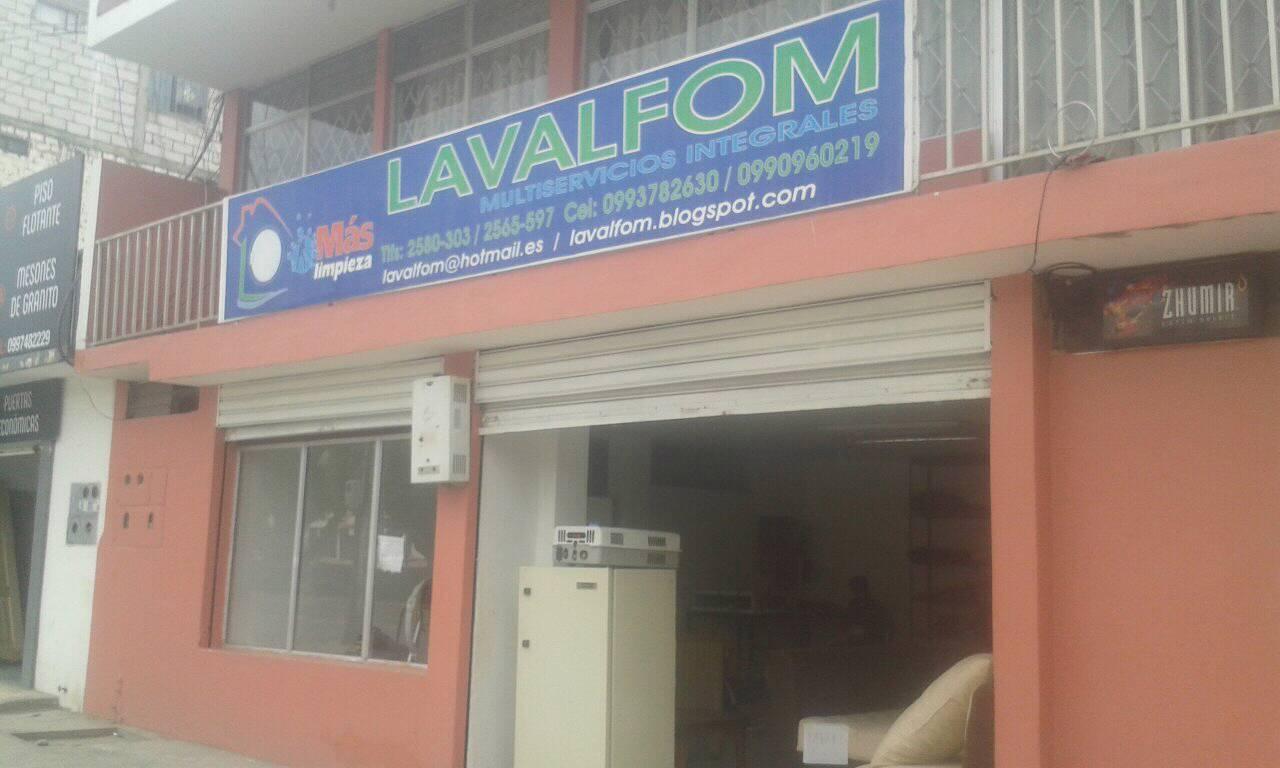 PISO
FLOTANTE
MESONES
DE GRANITO
0997482229
PUERTAS
ECONÓMICAS
LAVALFOM
MULTISERVICIOS INTEGRALES
Más
limpieza
Tlfs: 2580-303 / 2565-597 Cel: 0993782630 / 0990960219
lavalfom@hotmail.es / lavalfom.blogspot.com
ZHUMIR